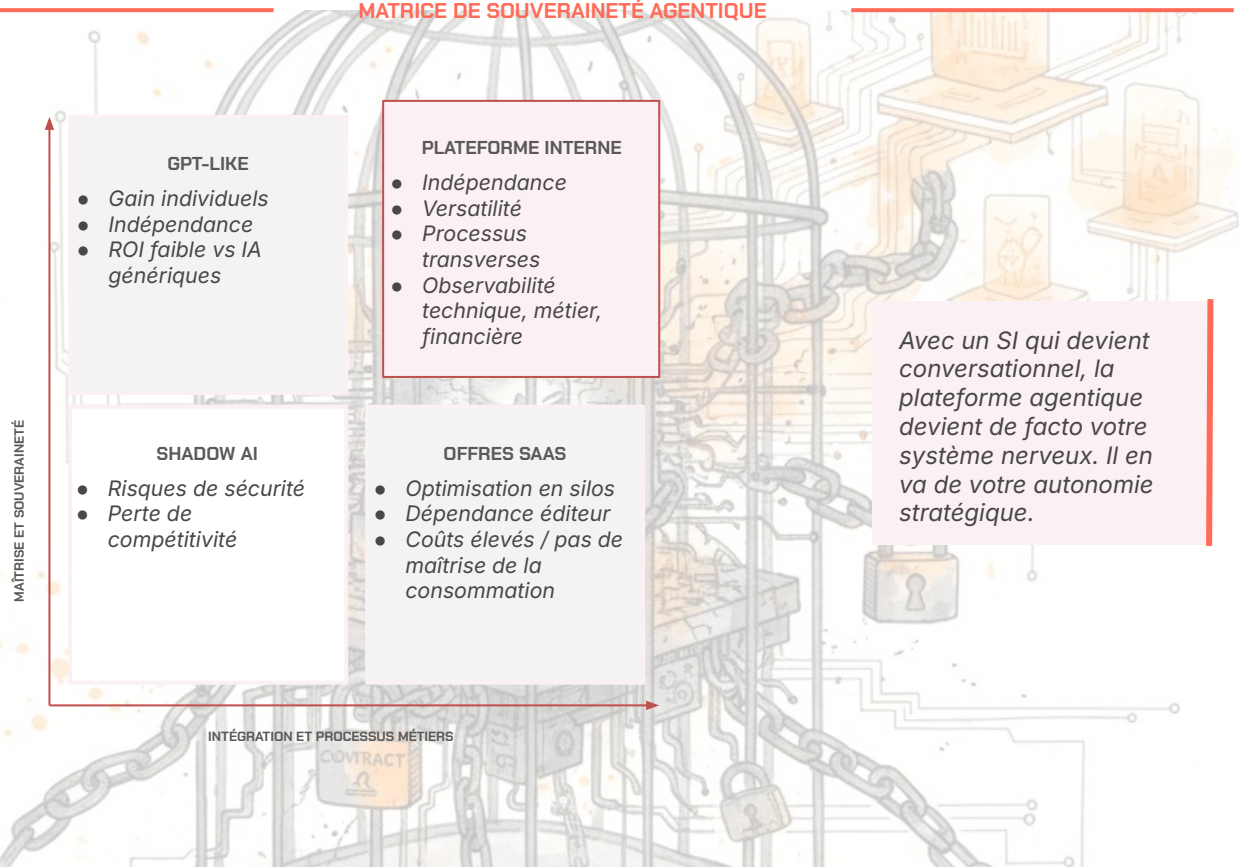 MATRICE DE SOUVERAINETÉ AGENTIQUE
GPT-LIKE
● Gain individuels
● Indépendance
● ROI faible vs IA
génériques
PLATEFORME INTERNE
● Indépendance
● Versatilité
● Processus
transverses
● Observabilité
technique, métier,
financière
SHADOW AI
● Risques de sécurité
● Perte de
compétitivité
OFFRES SAAS
● Optimisation en silos
● Dépendance éditeur
● Coûts élevés / pas de
maîtrise de la
consommation
MAÎTRISE ET SOUVERAINETÉ
INTÉGRATION ET PROCESSUS MÉTIERS
Avec un SI qui devient
conversationnel, la
plateforme agentique
devient de facto votre
système nerveux. Il en
va de votre autonomie
stratégique.
CONTRACT